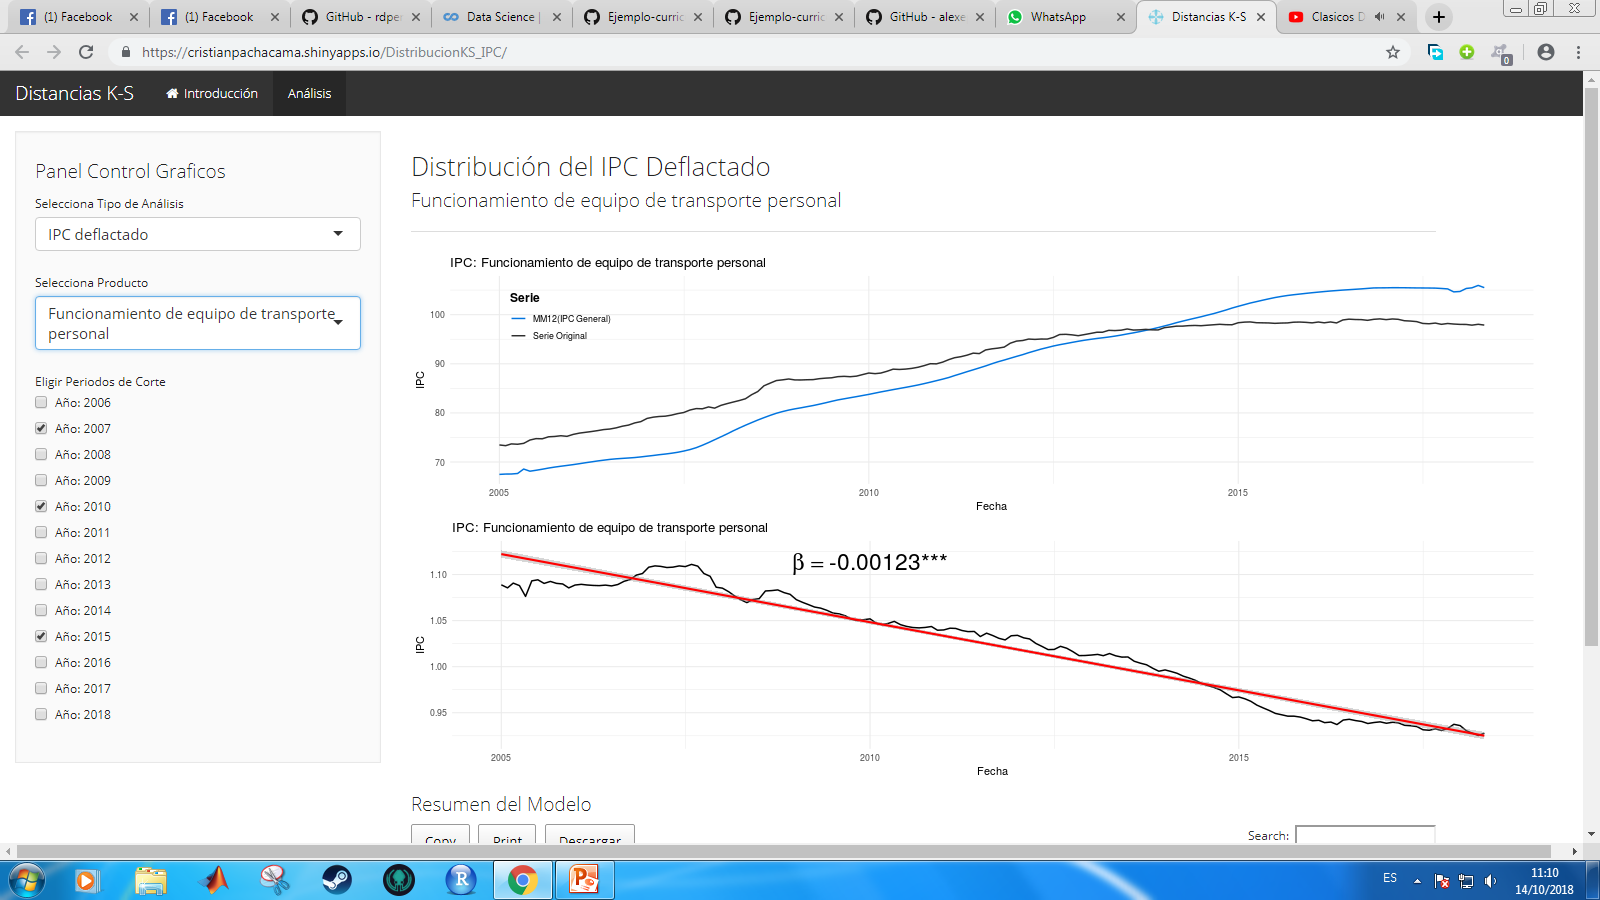 (1) Facebook
(1) Facebook
GitHub - rdpe
Data Science |
Ejemplo-curric
Ejemplo-curric
GitHub - alexe
WhatsApp
Distancias K-S
Clasicos D
https://cristianpachacama.shinyapps.io/DistribucionKS_IPC/
0
Distancias K-S
Introducción
Análisis
Panel Control Graficos
Selecciona Tipo de Análisis
IPC deflactado
Selecciona Producto
Funcionamiento de equipo de transporte
personal
Eligir Periodos de Corte
Año: 2006
Año: 2007
Año: 2008
Año: 2009
Año: 2010
Año: 2011
Año: 2012
Año: 2013
Año: 2014
Año: 2015
Año: 2016
Año: 2017
Año: 2018
Distribución del IPC Deflactado
Funcionamiento de equipo de transporte personal
IPC: Funcionamiento de equipo de transporte personal
Serie
MM12(IPC General)
Serie Original
100
90
80
70
IPC
2005
2010
2015
Fecha
IPC: Funcionamiento de equipo de transporte personal
β = -0.00123***
1.10
1.05
1.00
0.95
IPC
2005
2010
2015
Fecha
Resumen del Modelo
Copy
Print
Descargar
Search:
ES
11:10
14/10/2018